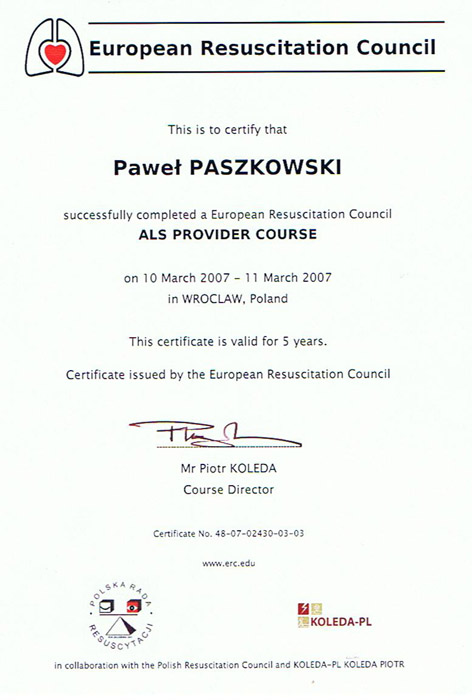 European Resuscitation Council
This is to certify that
Paweł PASZKOWSKI
successfully completed a European Resuscitation Council
ALS PROVIDER COURSE
on 10 March 2007 – 11 March 2007
in WROCLAW, Poland
This certificate is valid for 5 years.
Certificate issued by the European Resuscitation Council
Mr Piotr KOLEDA
Course Director
Certificate No. 48-07-02430-03-03
www.erc.edu
POLSKA RADA
RESUSCYTACJI
KOLEDA-PL
in collaboration with the Polish Resuscitation Council and KOLEDA-PL KOLEDA PIOTR